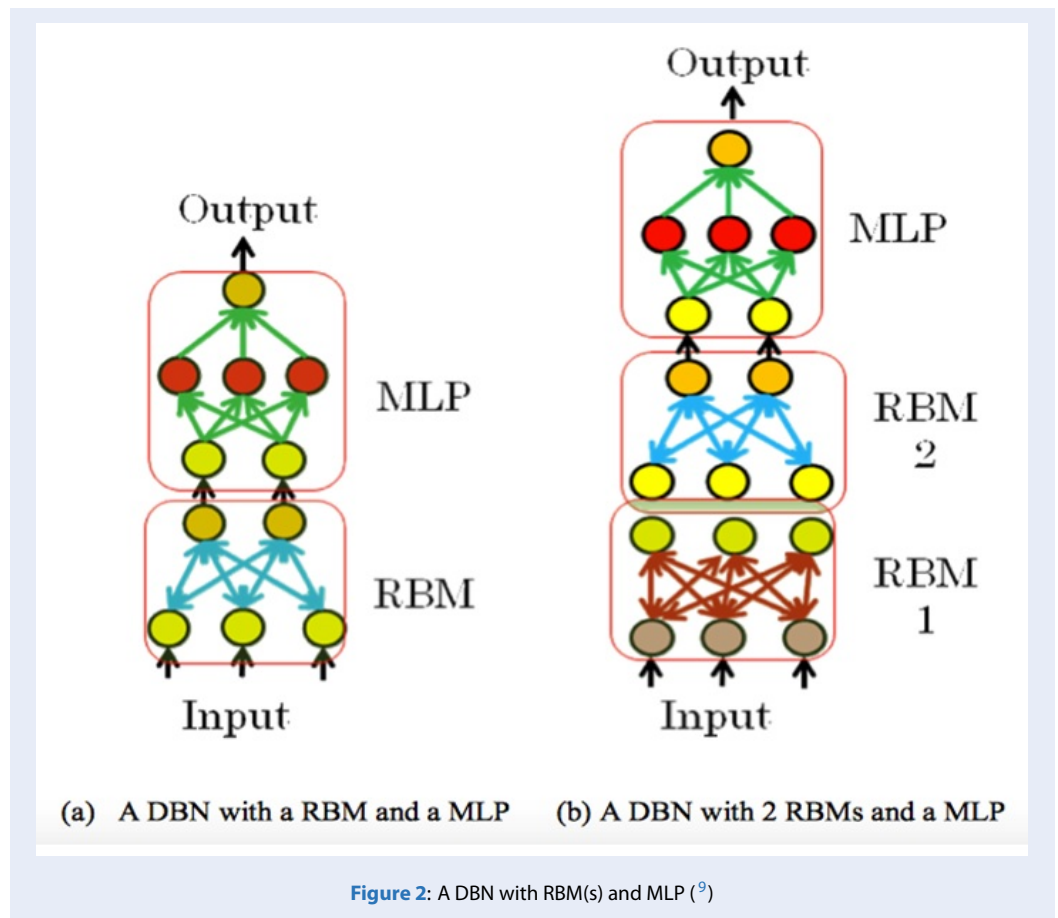 Output
MLP
RBM
Input
(a) A DBN with a RBM and a MLP
Output
MLP
RBM
2
RBM
1
Input
(b) A DBN with 2 RBMs and a MLP
Figure 2: A DBN with RBM(s) and MLP (⁹)